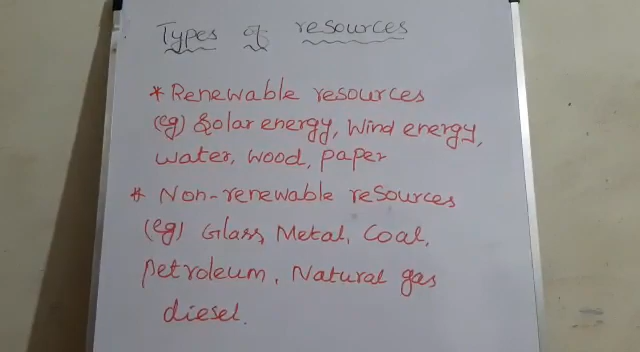 Types of resources
* Renewable resources
(eg) Solar energy, Wind energy,
water, wood, paper
* Non-renewable resources
(eg) Glass, Metal, Coal,
petroleum, Natural gas
diesel.